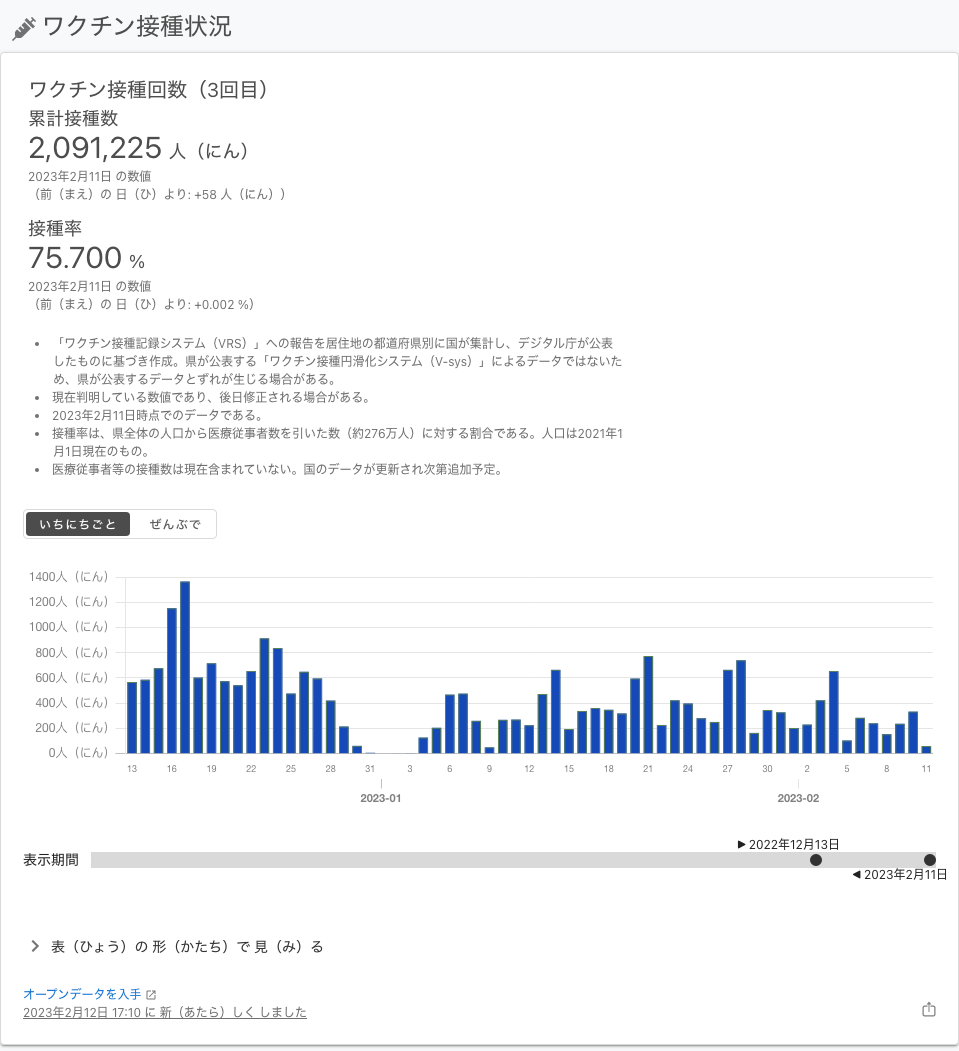 ワクチン接種状況
ワクチン接種回数（3回目）
累計接種数
2,091,225 人（にん）
2023年2月11日 の数値
（前（まえ）の 日（ひ）より: +58 人（にん））
接種率
75.700 %
2023年2月11日 の数値
（前（まえ）の 日（ひ）より: +0.002 %）
「ワクチン接種記録システム（VRS）」への報告を居住地の都道府県別に国が集計し、デジタル庁が公表
したものに基づき作成。県が公表する「ワクチン接種円滑化システム（V-sys）」によるデータではないた
め、県が公表するデータとずれが生じる場合がある。
現在判明している数値であり、後日修正される場合がある。
2023年2月11日時点でのデータである。
接種率は、県全体の人口から医療従事者数を引いた数（約276万人）に対する割合である。人口は2021年1
月1日現在のもの。
医療従事者等の接種数は現在含まれていない。国のデータが更新され次第追加予定。
いちにちごと ぜんぶで
1400人（にん）
1200人（にん）
1000人（にん）
800人（にん）
600人（にん）
400人（にん）
200人（にん）
0人（にん）
13 16 19 22 25 28 31 3 6 9 12 15 18 21 24 27 30 2 5 8 11
2023-01 2023-02
2022年12月13日
表示期間
2023年2月11日
表（ひょう）の 形（かたち）で 見（み）る
オープンデータを入手
2023年2月12日 17:10 に 新（あたら）しく しました